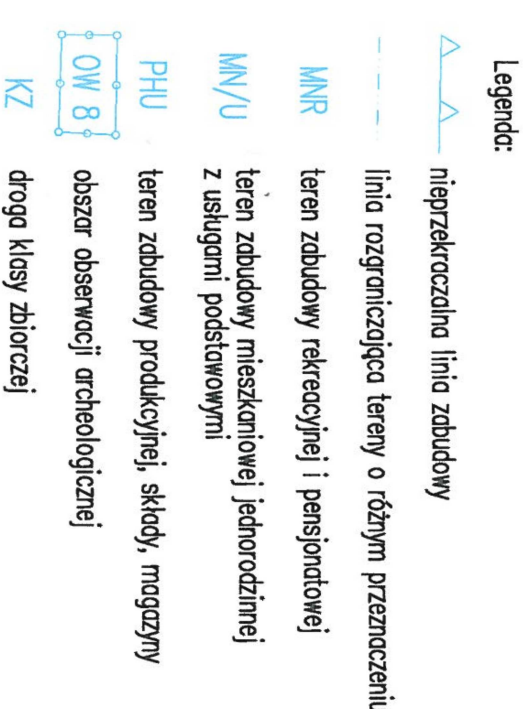 Legenda:
nieprzekraczalna linia zabudowy
linia rozgraniczająca tereny o różnym przeznaczeniu
MNR teren zabudowy rekreacyjnej i pensjonatowej
MN/U teren zabudowy mieszkaniowej jednorodzinnej
z usługami podstawowymi
PHU teren zabudowy produkcyjnej, składy, magazyny
OW 8 obszar obserwacji archeologicznej
KZ droga klasy zbiorczej